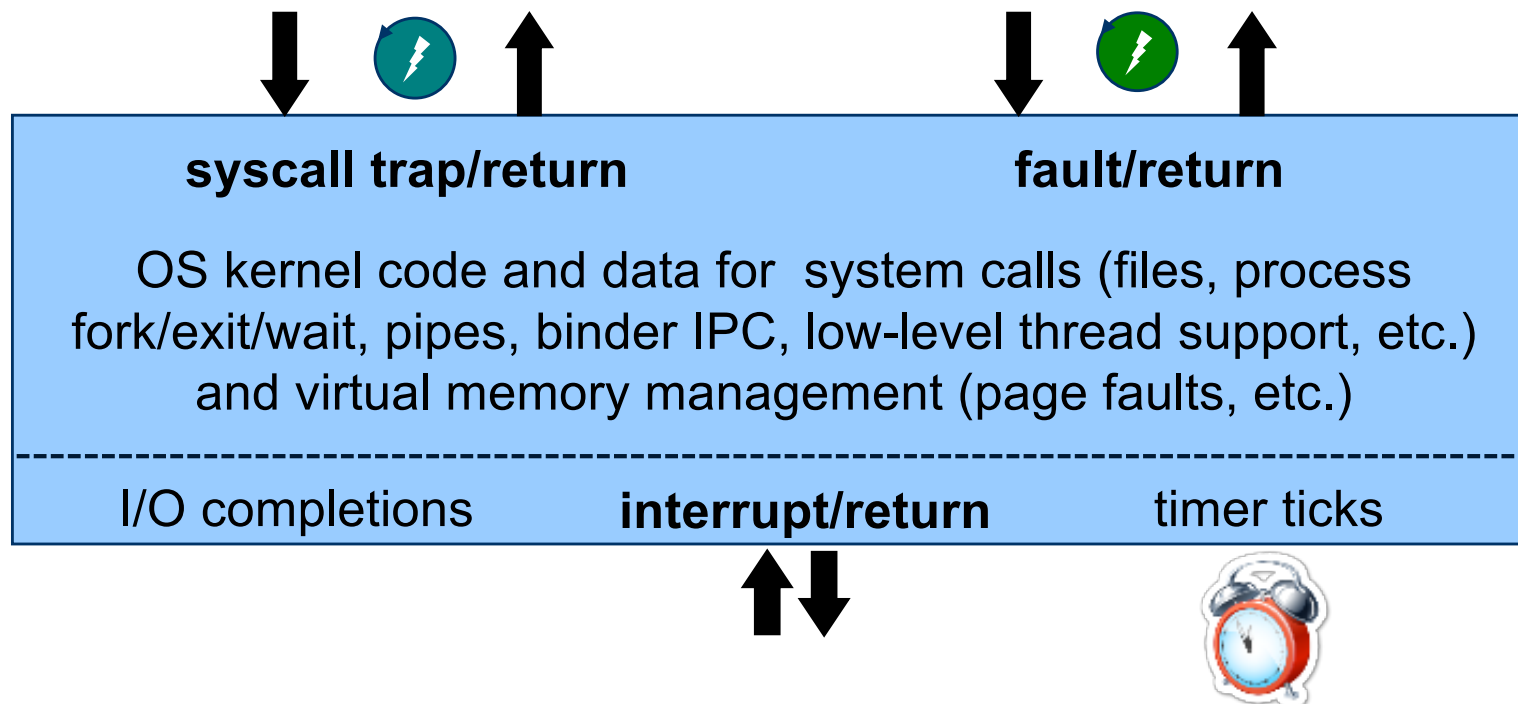 syscall trap/return
fault/return
OS kernel code and data for  system calls (files, process
fork/exit/wait, pipes, binder IPC, low-level thread support, etc.)
and virtual memory management (page faults, etc.)
I/O completions
interrupt/return
timer ticks